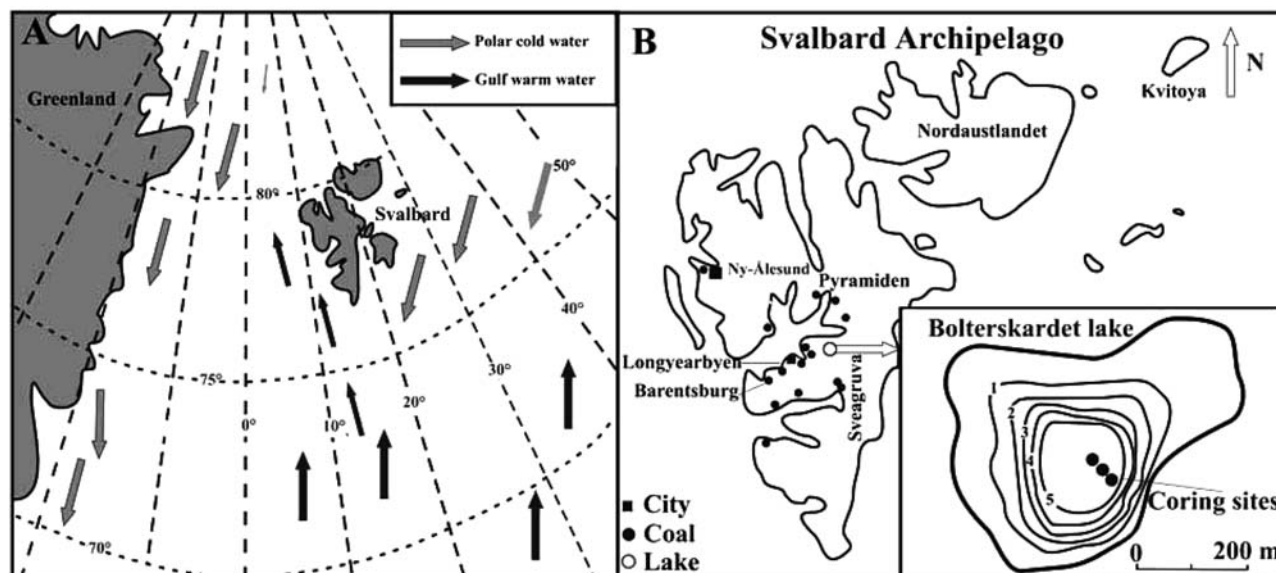 A
Polar cold water
Gulf warm water
Greenland
Svalbard
80°
50°
40°
75°
30°
20°
0°
10°
70°
B
Svalbard Archipelago
N
Kvitoya
Nordaustlandet
Ny-Ålesund
Pyramiden
Longyearbyen
Barentsburg
Sveagruva
City
Coal
Lake
Bolterskardet lake
1
2
3
4
5
Coring sites
0 200 m